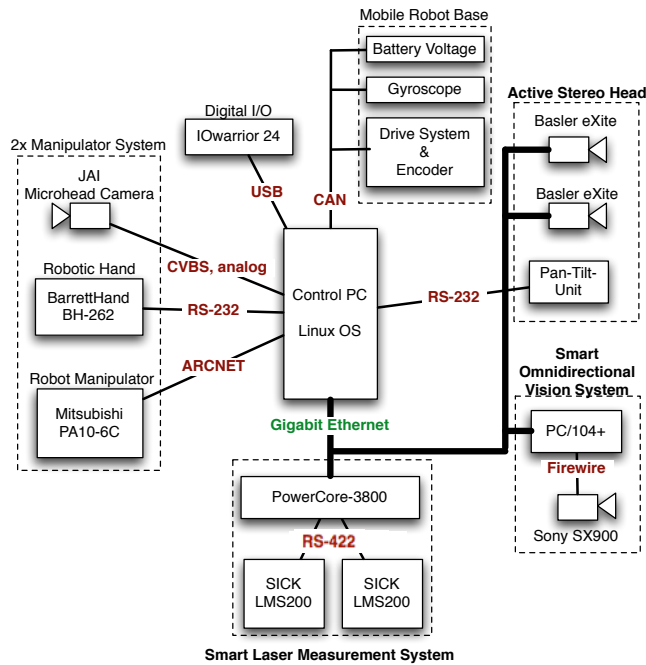 Mobile Robot Base
Battery Voltage
Gyroscope
Drive System
&
Encoder
CAN
Digital I/O
IOwarrior 24
USB
2x Manipulator System
JAI
Microhead Camera
CVBS, analog
Robotic Hand
BarrettHand
BH-262
RS-232
Robot Manipulator
Mitsubishi
PA10-6C
ARCNET
Control PC
Linux OS
RS-232
Active Stereo Head
Basler eXite
Basler eXite
Pan-Tilt-
Unit
Smart
Omnidirectional
Vision System
PC/104+
Firewire
Sony SX900
Gigabit Ethernet
PowerCore-3800
RS-422
SICK
LMS200
SICK
LMS200
Smart Laser Measurement System